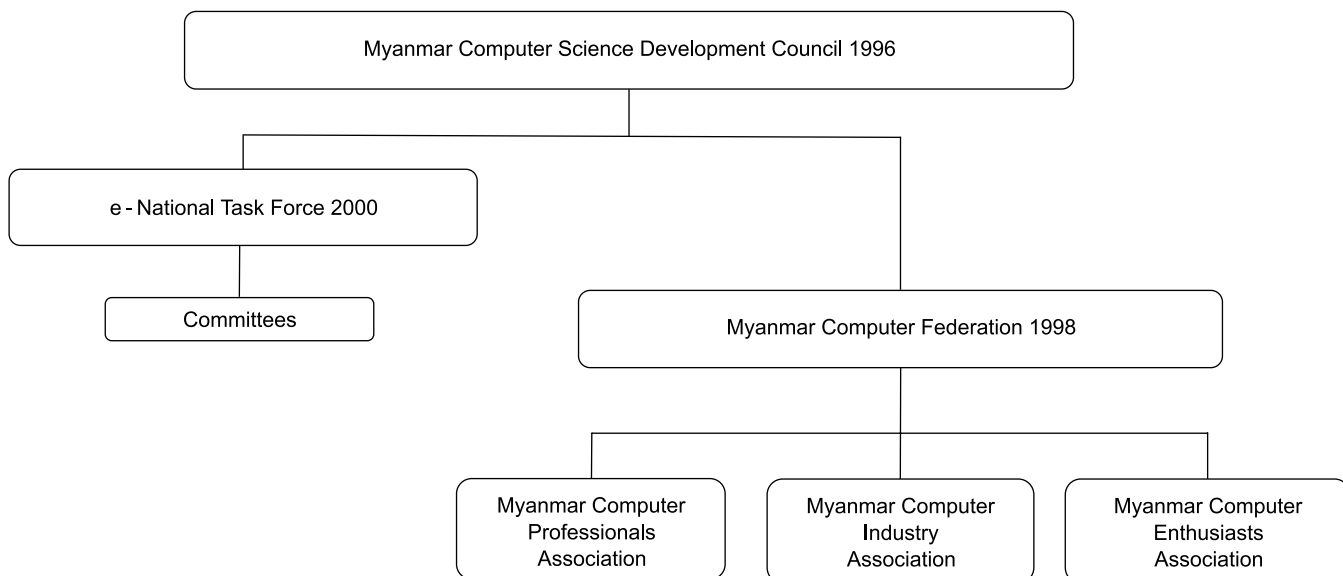 Myanmar Computer Science Development Council 1996
e - National Task Force 2000
Committees
Myanmar Computer Federation 1998
Myanmar Computer
Professionals
Association
Myanmar Computer
Industry
Association
Myanmar Computer
Enthusiasts
Association